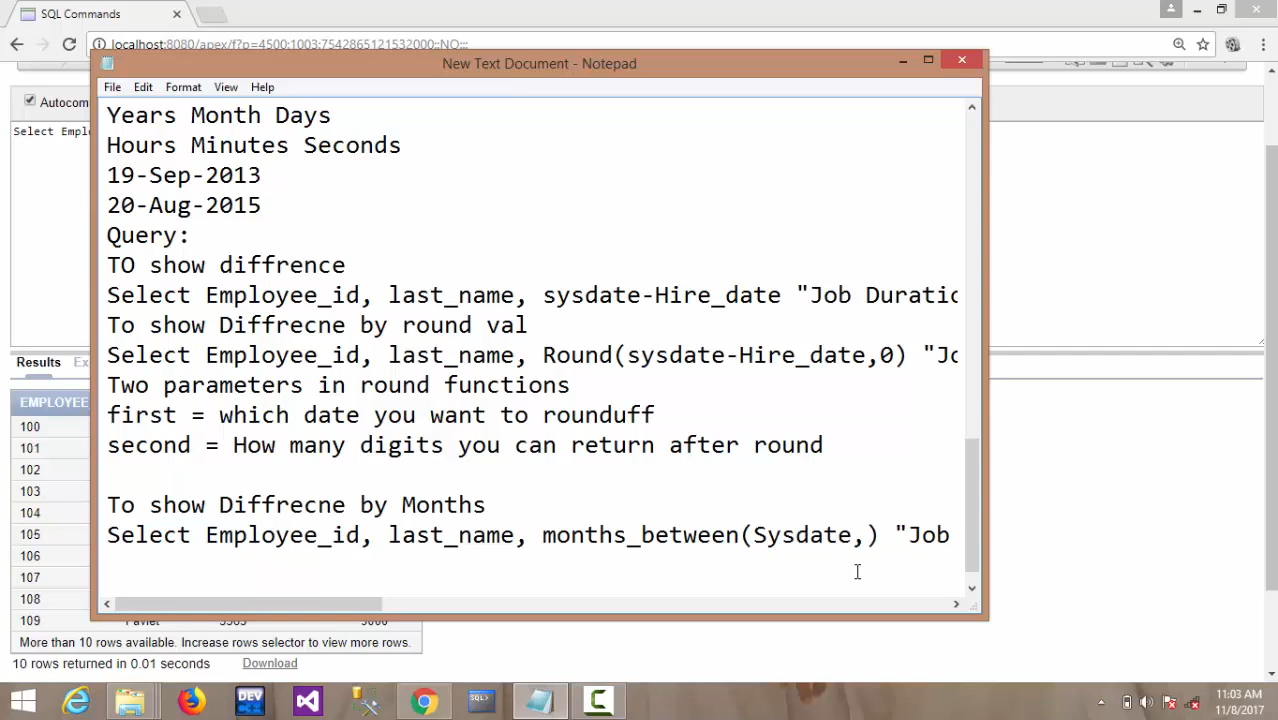 SQL Commands
localhost:8080/apex/f?p=4500:1003:7542865121532000::NO:::
New Text Document - Notepad
File Edit Format View Help
Autocom
Select Empl
Years Month Days
Hours Minutes Seconds
19-Sep-2013
20-Aug-2015
Query:
TO show diffrence
Select Employee_id, last_name, sysdate-Hire_date "Job Duratio
To show Diffrecne by round val
Select Employee_id, last_name, Round(sysdate-Hire_date,0) "Jo
Two parameters in round functions
first = which date you want to rounduff
second = How many digits you can return after round
To show Diffrecne by Months
Select Employee_id, last_name, months_between(Sysdate,) "Job
Results Ex
EMPLOYEE
100
101
102
103
104
105
106
107
108
109
More than 10 rows available. Increase rows selector to view more rows.
10 rows returned in 0.01 seconds Download
DEV
SQL>
11:03 AM
11/8/2017